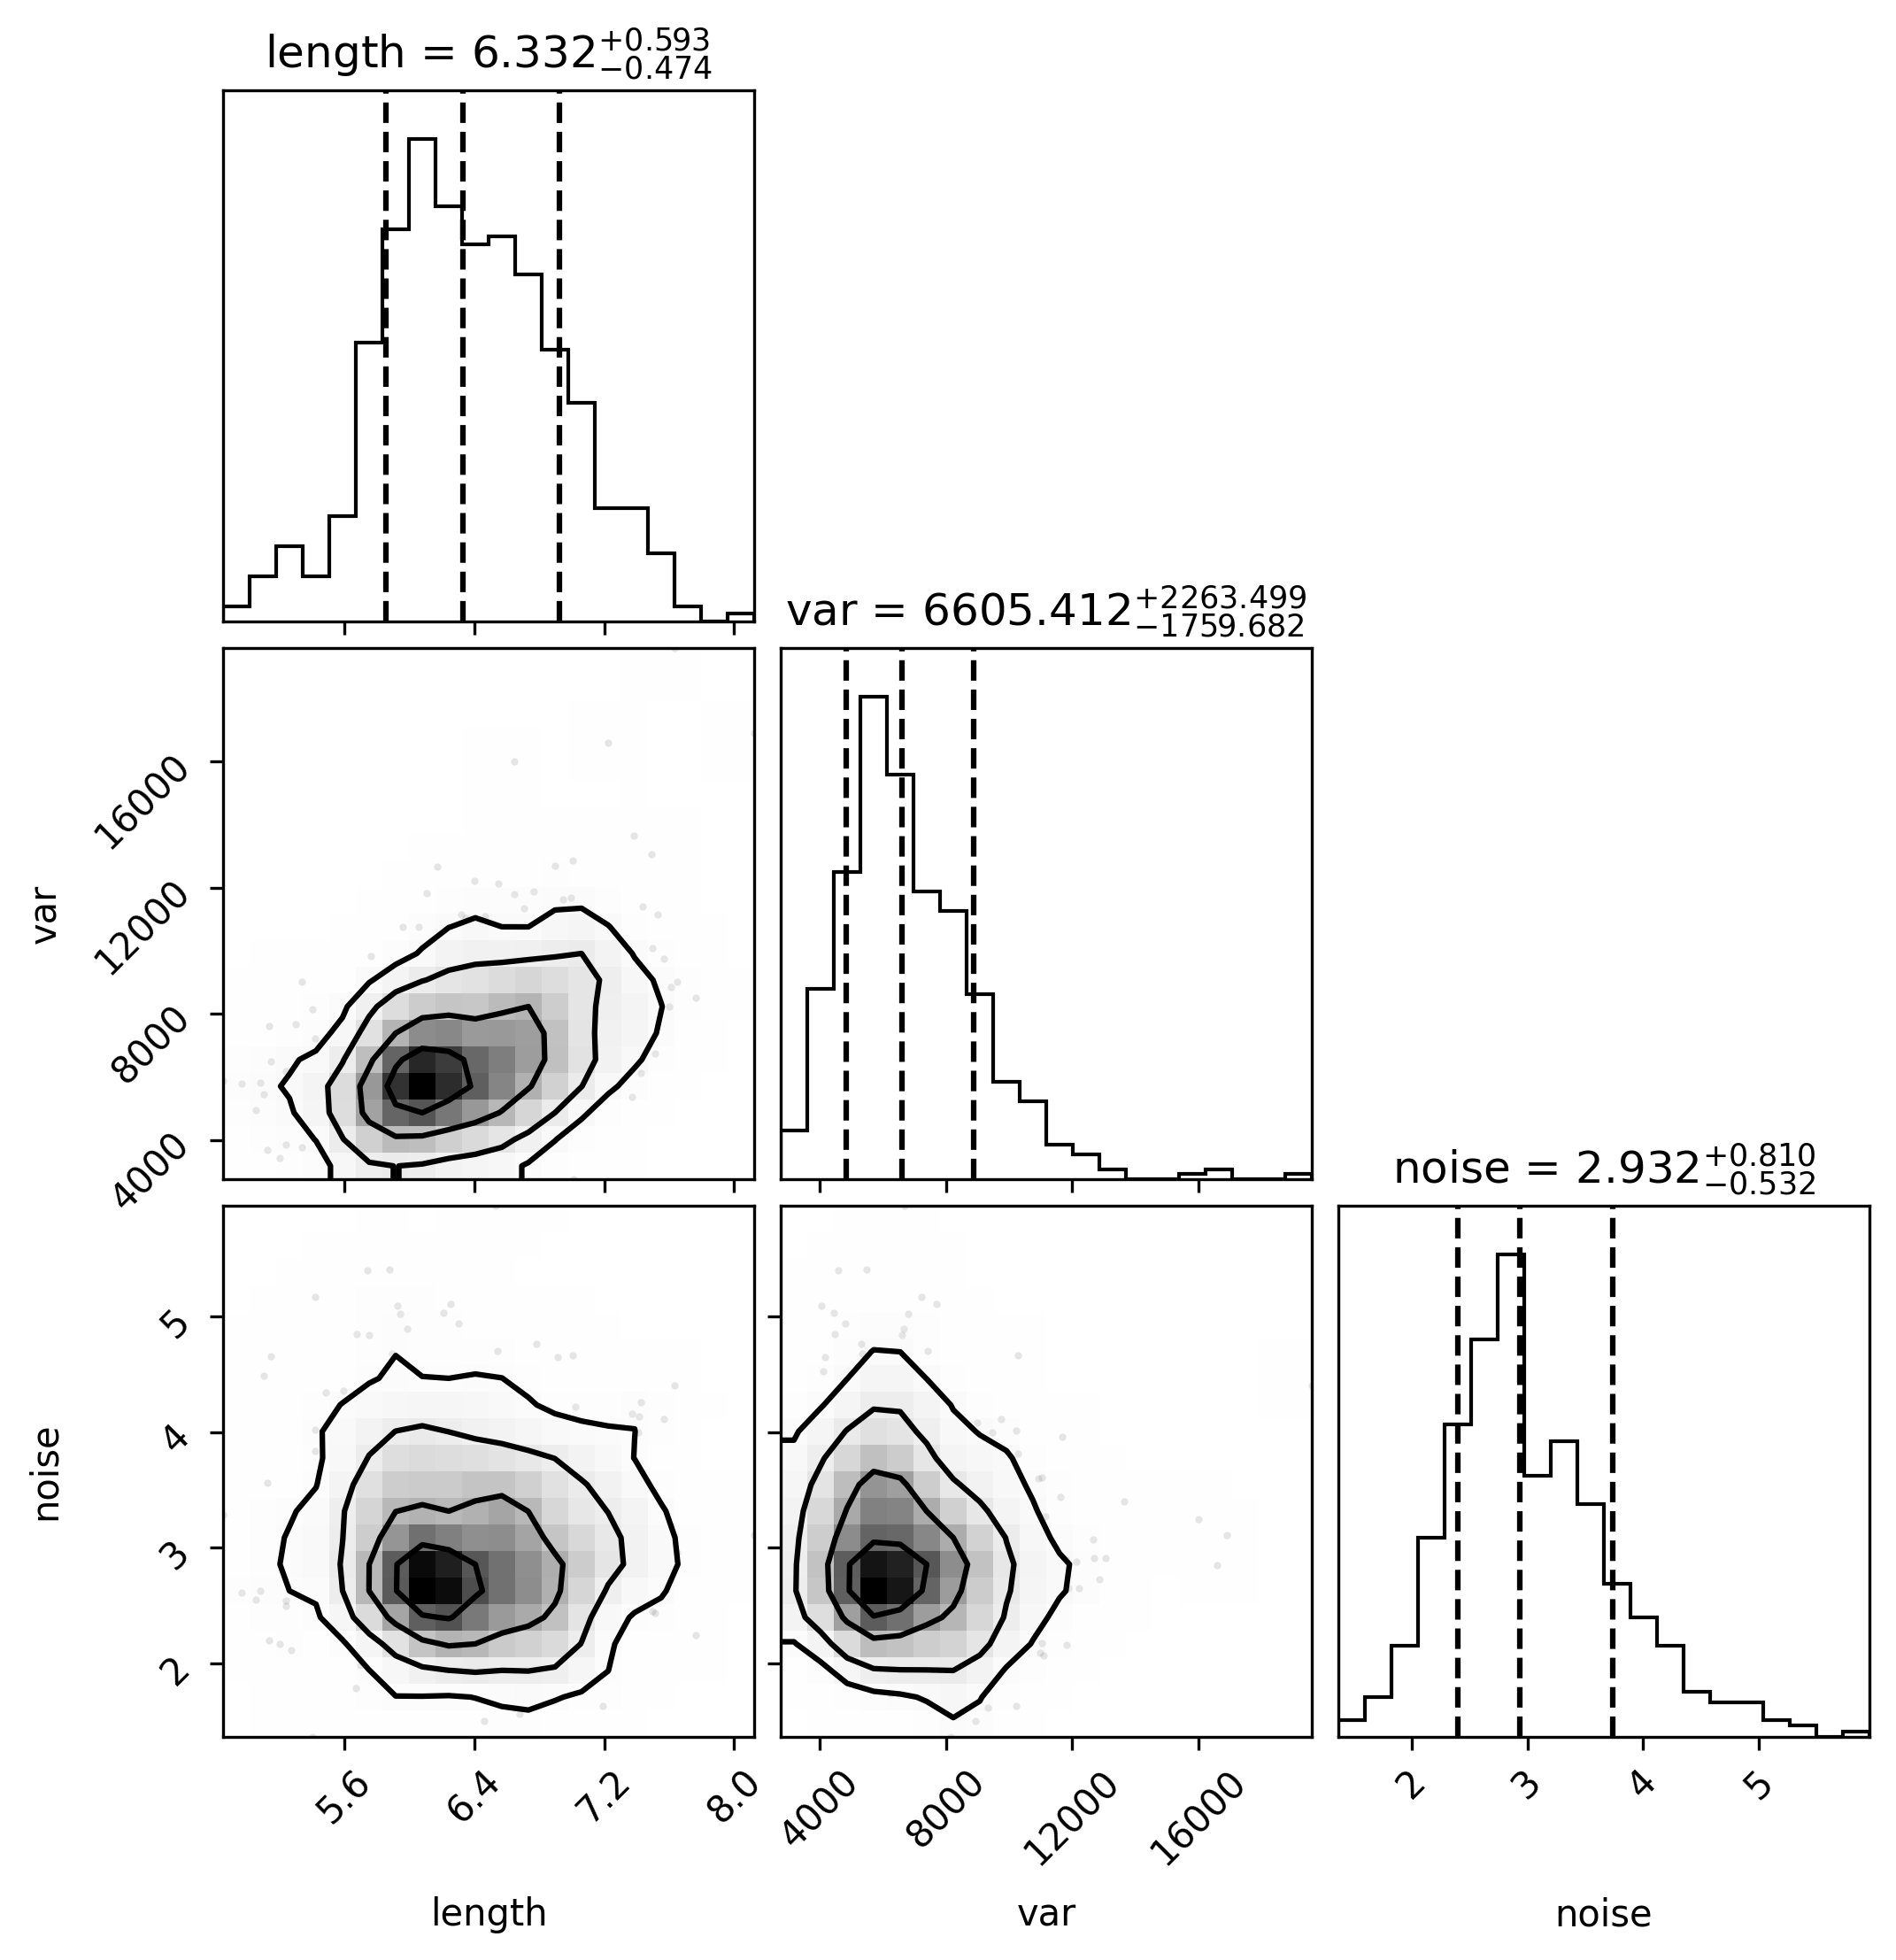 length = 6.332 +0.593 −0.474
var = 6605.412 +2263.499 −1759.682
16000
12000
8000
4000
var
noise = 2.932 +0.810 −0.532
5
4
3
2
noise
5.6 6.4 7.2 8.0 4000 8000 12000 16000 2 3 4 5
length var noise